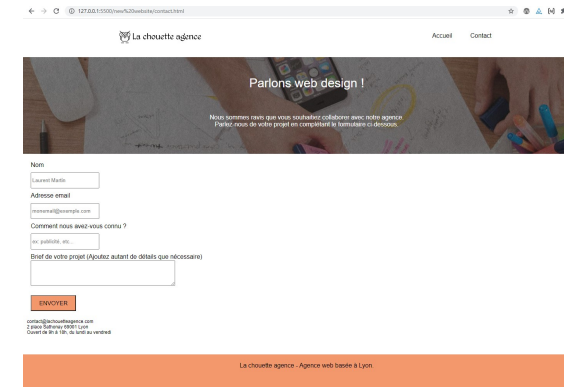 127.0.0.1:5500/new%20website/contact.html
La chouette agence
Accueil
Contact
Parlons web design !
Nous sommes ravis que vous souhaitiez collaborer avec notre agence.
Parlez-nous de votre projet en complétant le formulaire ci-dessous.
Nom
Laurent Martin
Adresse email
monemail@exemple.com
Comment nous avez-vous connu ?
ex: publicité, etc...
Brief de votre projet (Ajoutez autant de détails que nécessaire)
ENVOYER
contact@lachouetteagence.com
2 place Sathonay 69001 Lyon
Ouvert de 9h à 18h, du lundi au vendredi
La chouette agence - Agence web basée à Lyon.